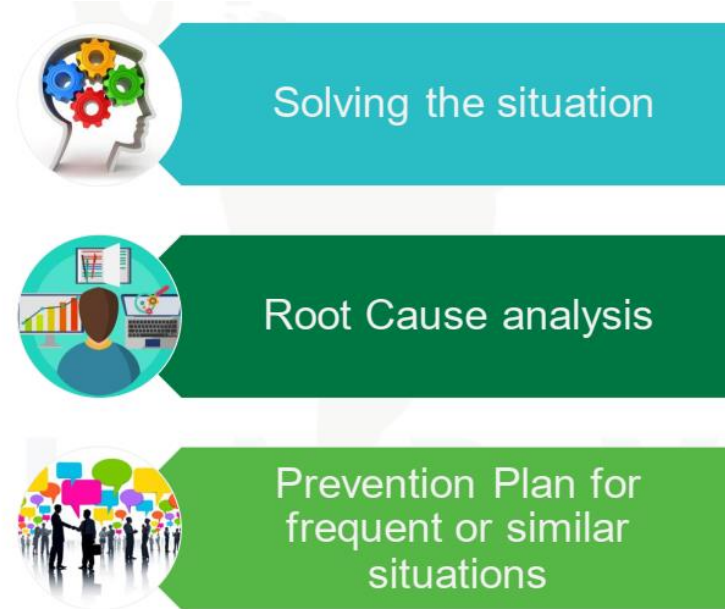 Solving the situation
Root Cause analysis
Prevention Plan for
frequent or similar
situations